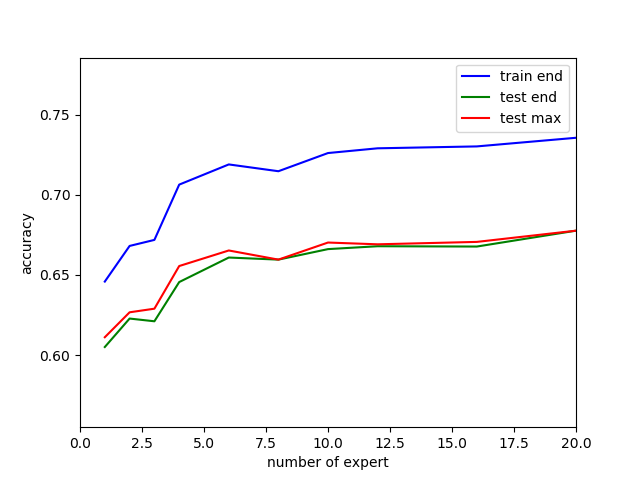 train end
test end
test max
0.75
0.70
0.65
0.60
accuracy
0.0 2.5 5.0 7.5 10.0 12.5 15.0 17.5 20.0
number of expert